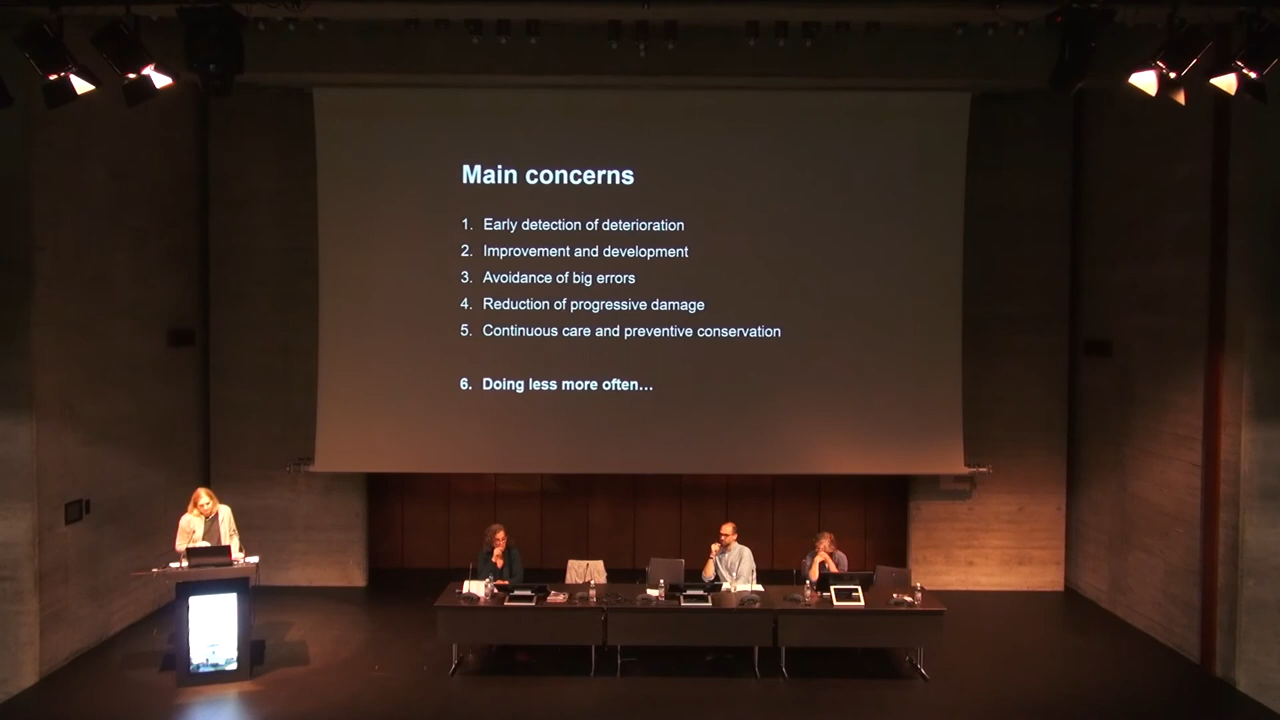 Main concerns
1. Early detection of deterioration
2. Improvement and development
3. Avoidance of big errors
4. Reduction of progressive damage
5. Continuous care and preventive conservation
6. Doing less more often…